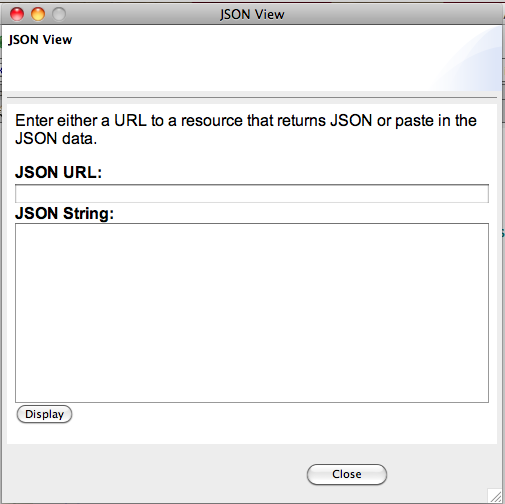 JSON View
JSON View
Enter either a URL to a resource that returns JSON or paste in the
JSON data.
JSON URL:
JSON String:
Display
Close